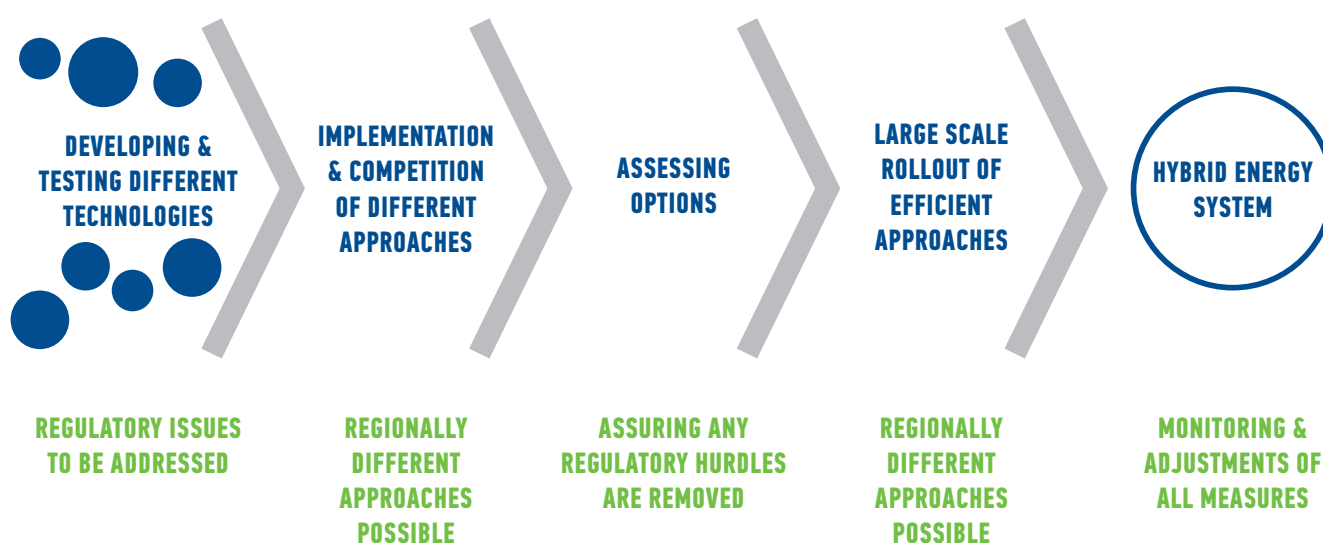 DEVELOPING &
TESTING DIFFERENT
TECHNOLOGIES
IMPLEMENTATION
& COMPETITION
OF DIFFERENT
APPROACHES
ASSESSING
OPTIONS
LARGE SCALE
ROLLOUT OF
EFFICIENT
APPROACHES
HYBRID ENERGY
SYSTEM
REGULATORY ISSUES
TO BE ADDRESSED
REGIONALLY
DIFFERENT
APPROACHES
POSSIBLE
ASSURING ANY
REGULATORY HURDLES
ARE REMOVED
REGIONALLY
DIFFERENT
APPROACHES
POSSIBLE
MONITORING &
ADJUSTMENTS OF
ALL MEASURES